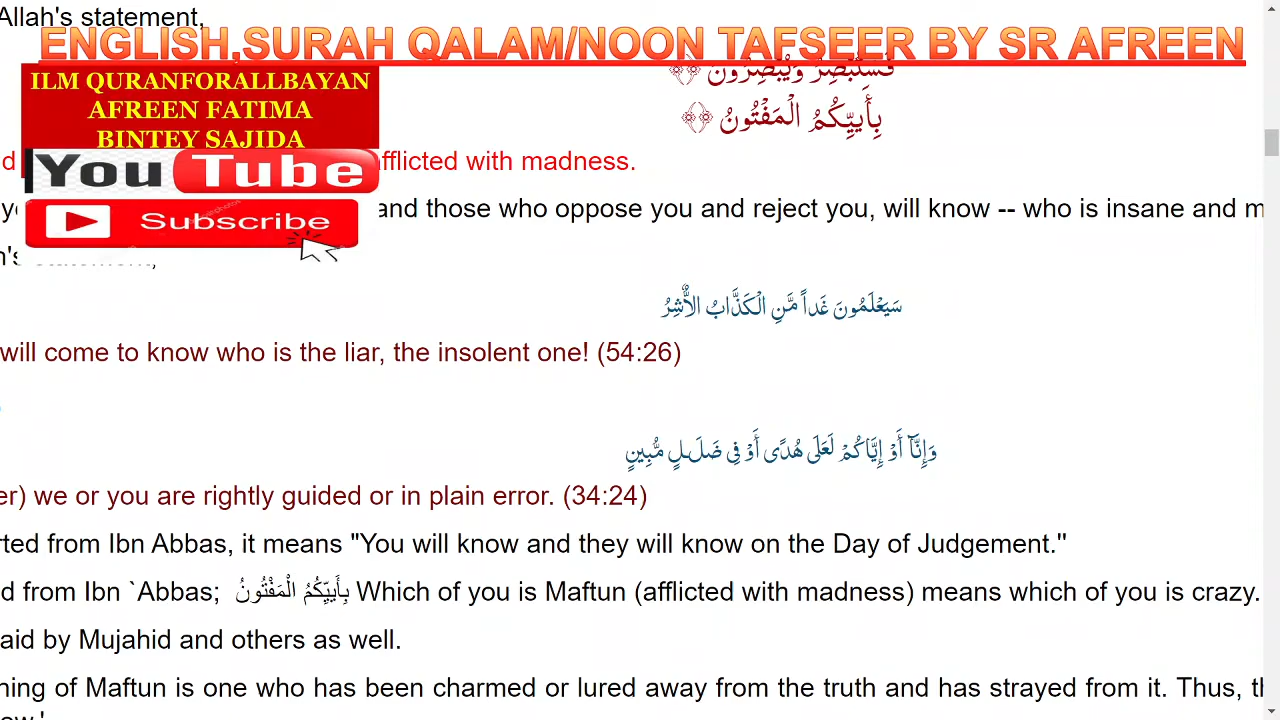 Allah's statement,
ENGLISH,SURAH QALAM/NOON TAFSEER BY SR AFREEN
فَسَتُبْصِرُ وَيُبْصِرُونَ
ILM QURANFORALLBAYAN
AFREEN FATIMA
BINTEY SAJIDA
بِأَييِّكُمُ الْمَفْتُونُ
You Tube
afflicted with madness.
Subscribe
and those who oppose you and reject you, will know -- who is insane and m
statement,
سَيَعْلَمُونَ غَداً مَّنِ الْكَذَّابُ الاٌّشِرُ
will come to know who is the liar, the insolent one! (54:26)
وَإِنَّآ أَوْ إِيَّاكُمْ لَعَلَى هُدًى أَوْ فِى ضَلَـلٍ مُّبِينٍ
er) we or you are rightly guided or in plain error. (34:24)
rted from Ibn Abbas, it means "You will know and they will know on the Day of Judgement."
d from Ibn `Abbas; بِأَييِّكُمُ الْمَفْتُونُ Which of you is Maftun (afflicted with madness) means which of you is crazy.
aid by Mujahid and others as well.
ning of Maftun is one who has been charmed or lured away from the truth and has strayed from it. Thus, th